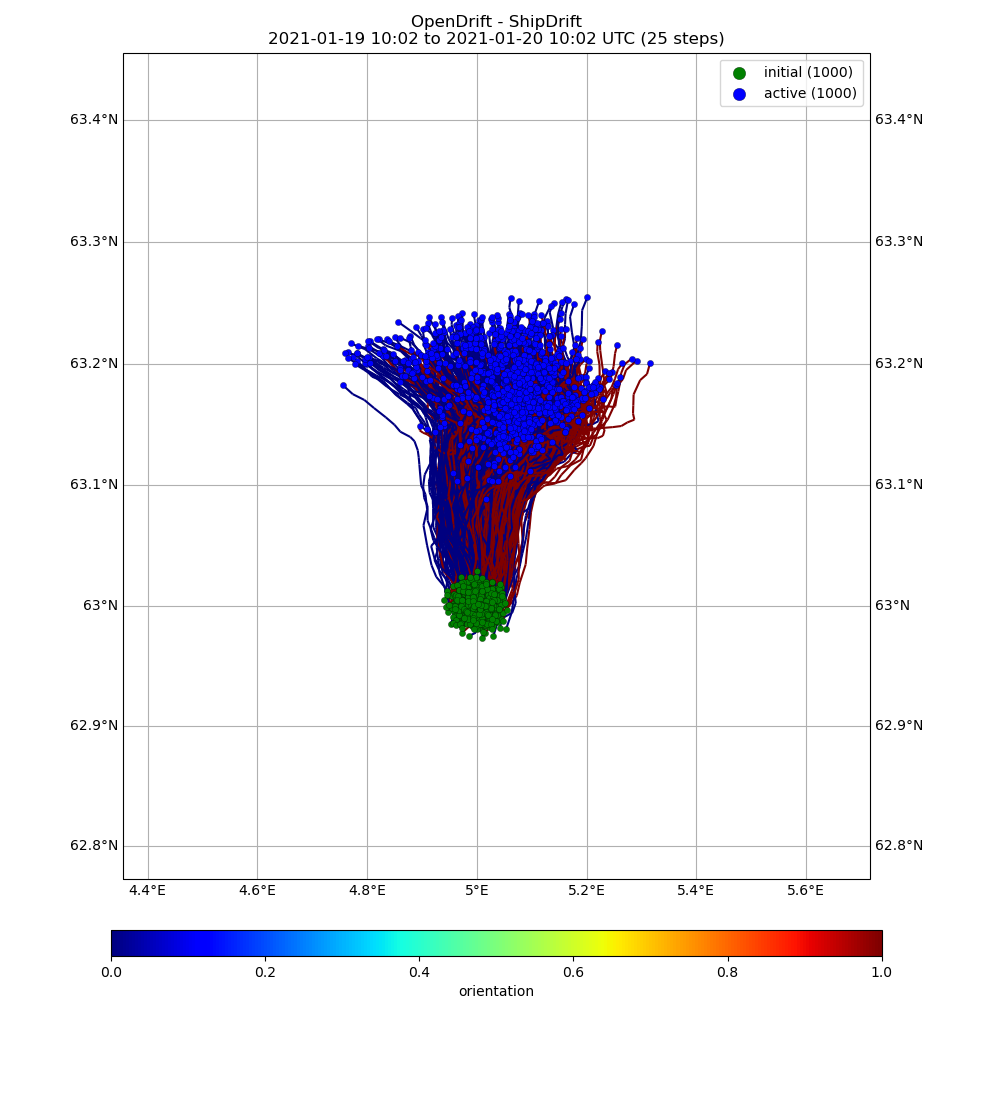 OpenDrift - ShipDrift
2021-01-19 10:02 to 2021-01-20 10:02 UTC (25 steps)
initial (1000)
active (1000)
63.4°N 63.4°N
63.3°N 63.3°N
63.2°N 63.2°N
63.1°N 63.1°N
63°N 63°N
62.9°N 62.9°N
62.8°N 62.8°N
4.4°E 4.6°E 4.8°E 5°E 5.2°E 5.4°E 5.6°E
0.0 0.2 0.4 0.6 0.8 1.0
orientation